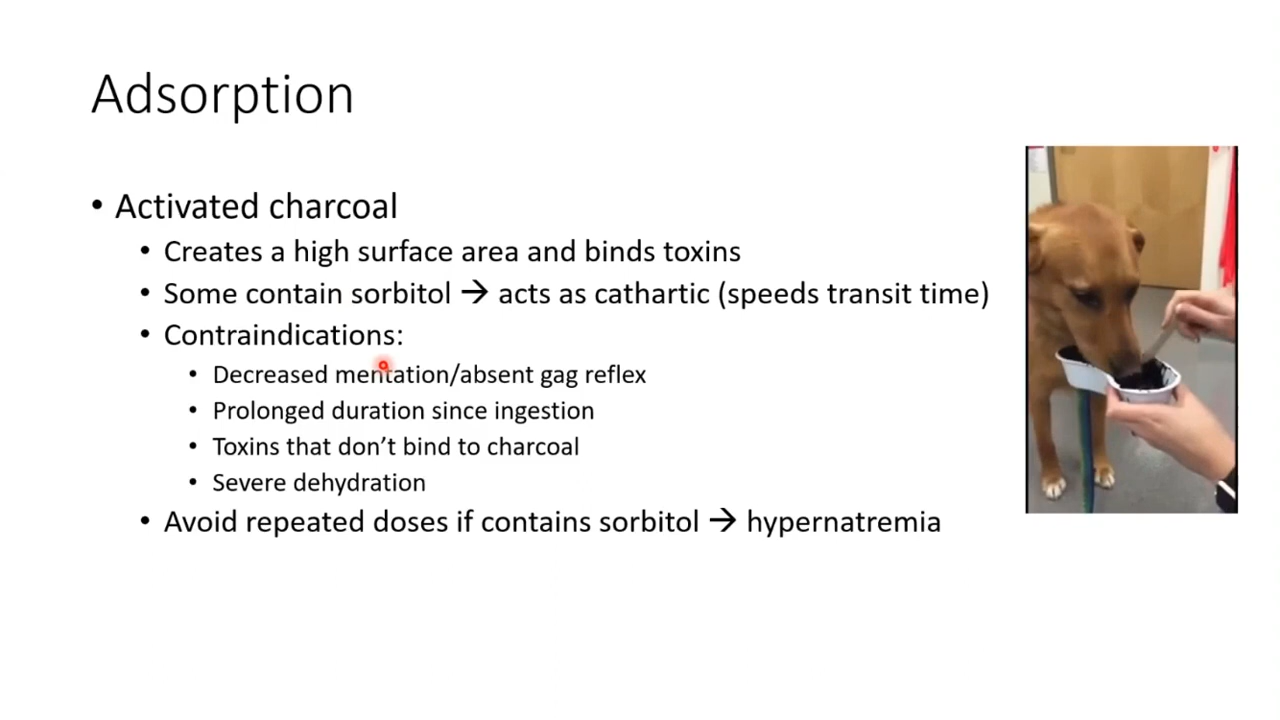 Adsorption
• Activated charcoal
• Creates a high surface area and binds toxins
• Some contain sorbitol → acts as cathartic (speeds transit time)
• Contraindications:
• Decreased mentation/absent gag reflex
• Prolonged duration since ingestion
• Toxins that don’t bind to charcoal
• Severe dehydration
• Avoid repeated doses if contains sorbitol → hypernatremia